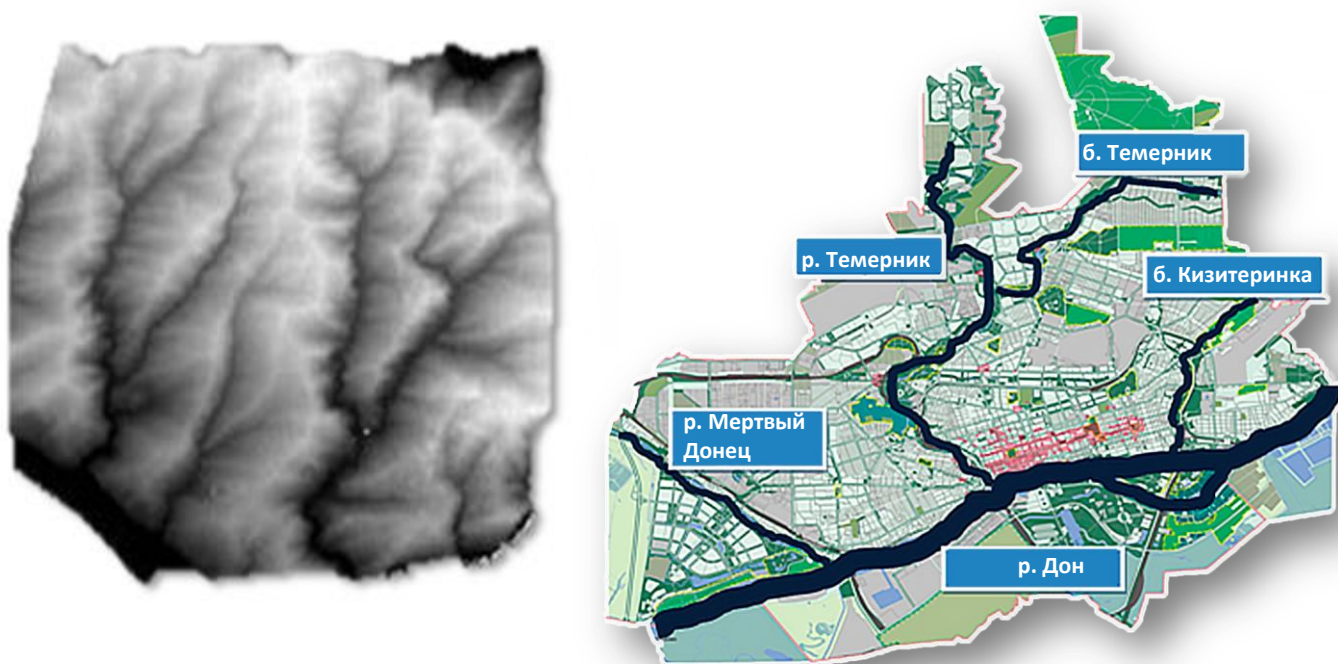 б. Темерник
р. Темерник
б. Кизитеринка
р. Мертвый
Донец
р. Дон